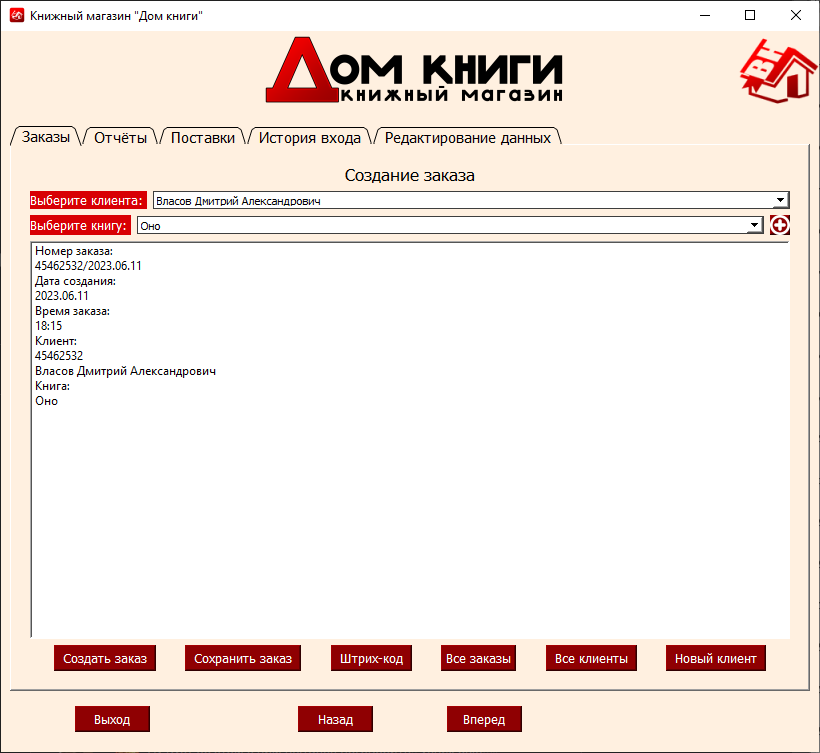 Книжный магазин "Дом книги"
Дом книги
книжный магазин
Заказы Отчёты Поставки История входа Редактирование данных
Создание заказа
Выберите клиента: Власов Дмитрий Александрович
Выберите книгу: Оно
Номер заказа:
45462532/2023.06.11
Дата создания:
2023.06.11
Время заказа:
18:15
Клиент:
45462532
Власов Дмитрий Александрович
Книга:
Оно
Создать заказ Сохранить заказ Штрих-код Все заказы Все клиенты Новый клиент
Выход Назад Вперед